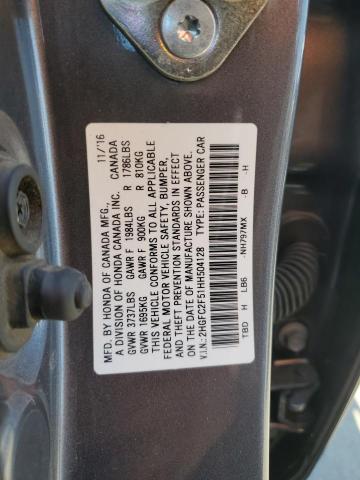 MFD. BY HONDA OF CANADA MFG., 11/16
A DIVISION OF HONDA CANADA INC. CANADA
GVWR 3737LBS GAWR F 1984LBS R 1786LBS
GVWR 1695KG GAWR F 900KG R 810KG
THIS VEHICLE CONFORMS TO ALL APPLICABLE
FEDERAL MOTOR VEHICLE SAFETY, BUMPER,
AND THEFT PREVENTION STANDARDS IN EFFECT
ON THE DATE OF MANUFACTURE SHOWN ABOVE.
V.I.N.: 2HGFC2F51HH504128 TYPE: PASSENGER CAR
TBD H LB6 -NH797MX -B -H